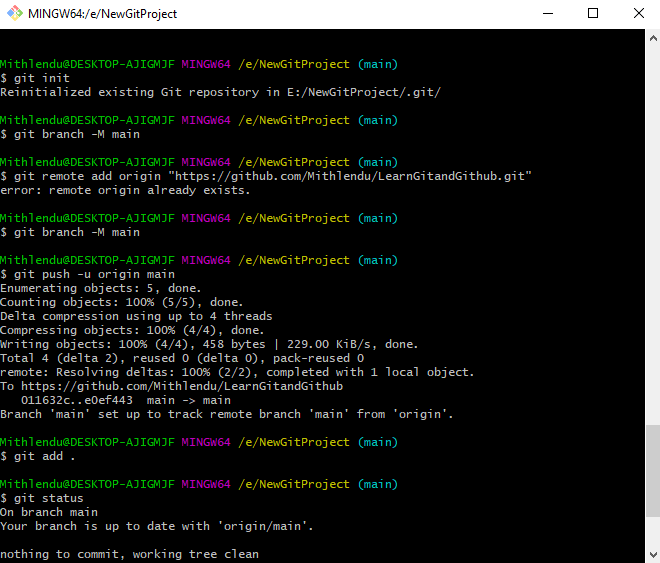 MINGW64:/e/NewGitProject
Mithlendu@DESKTOP-AJIGMJF MINGW64 /e/NewGitProject (main)
$ git init
Reinitialized existing Git repository in E:/NewGitProject/.git/
Mithlendu@DESKTOP-AJIGMJF MINGW64 /e/NewGitProject (main)
$ git branch -M main
Mithlendu@DESKTOP-AJIGMJF MINGW64 /e/NewGitProject (main)
$ git remote add origin "https://github.com/Mithlendu/LearnGitandGithub.git"
error: remote origin already exists.
Mithlendu@DESKTOP-AJIGMJF MINGW64 /e/NewGitProject (main)
$ git branch -M main
Mithlendu@DESKTOP-AJIGMJF MINGW64 /e/NewGitProject (main)
$ git push -u origin main
Enumerating objects: 5, done.
Counting objects: 100% (5/5), done.
Delta compression using up to 4 threads
Compressing objects: 100% (4/4), done.
Writing objects: 100% (4/4), 458 bytes | 229.00 KiB/s, done.
Total 4 (delta 2), reused 0 (delta 0), pack-reused 0
remote: Resolving deltas: 100% (2/2), completed with 1 local object.
To https://github.com/Mithlendu/LearnGitandGithub
   011632c..e0ef443  main -> main
Branch 'main' set up to track remote branch 'main' from 'origin'.
Mithlendu@DESKTOP-AJIGMJF MINGW64 /e/NewGitProject (main)
$ git add .
Mithlendu@DESKTOP-AJIGMJF MINGW64 /e/NewGitProject (main)
$ git status
On branch main
Your branch is up to date with 'origin/main'.
nothing to commit, working tree clean